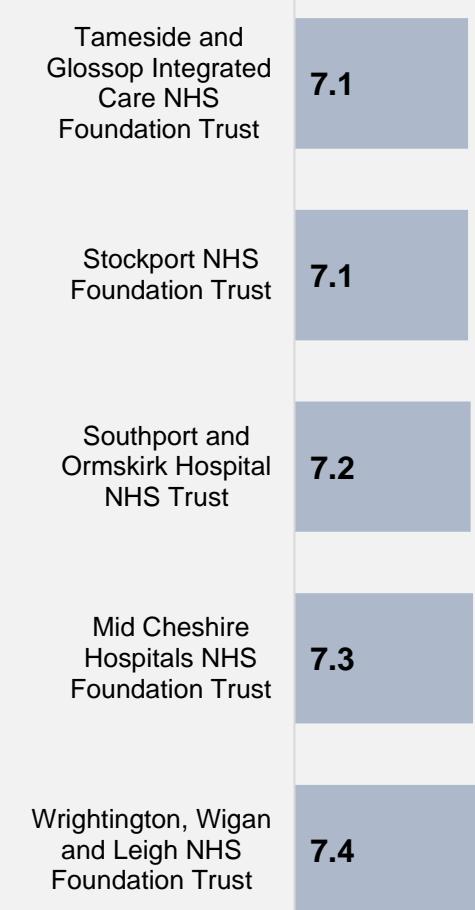 Tameside and
Glossop Integrated
Care NHS
Foundation Trust
7.1
Stockport NHS
Foundation Trust
7.1
Southport and
Ormskirk Hospital
NHS Trust
7.2
Mid Cheshire
Hospitals NHS
Foundation Trust
7.3
Wrightington, Wigan
and Leigh NHS
Foundation Trust
7.4